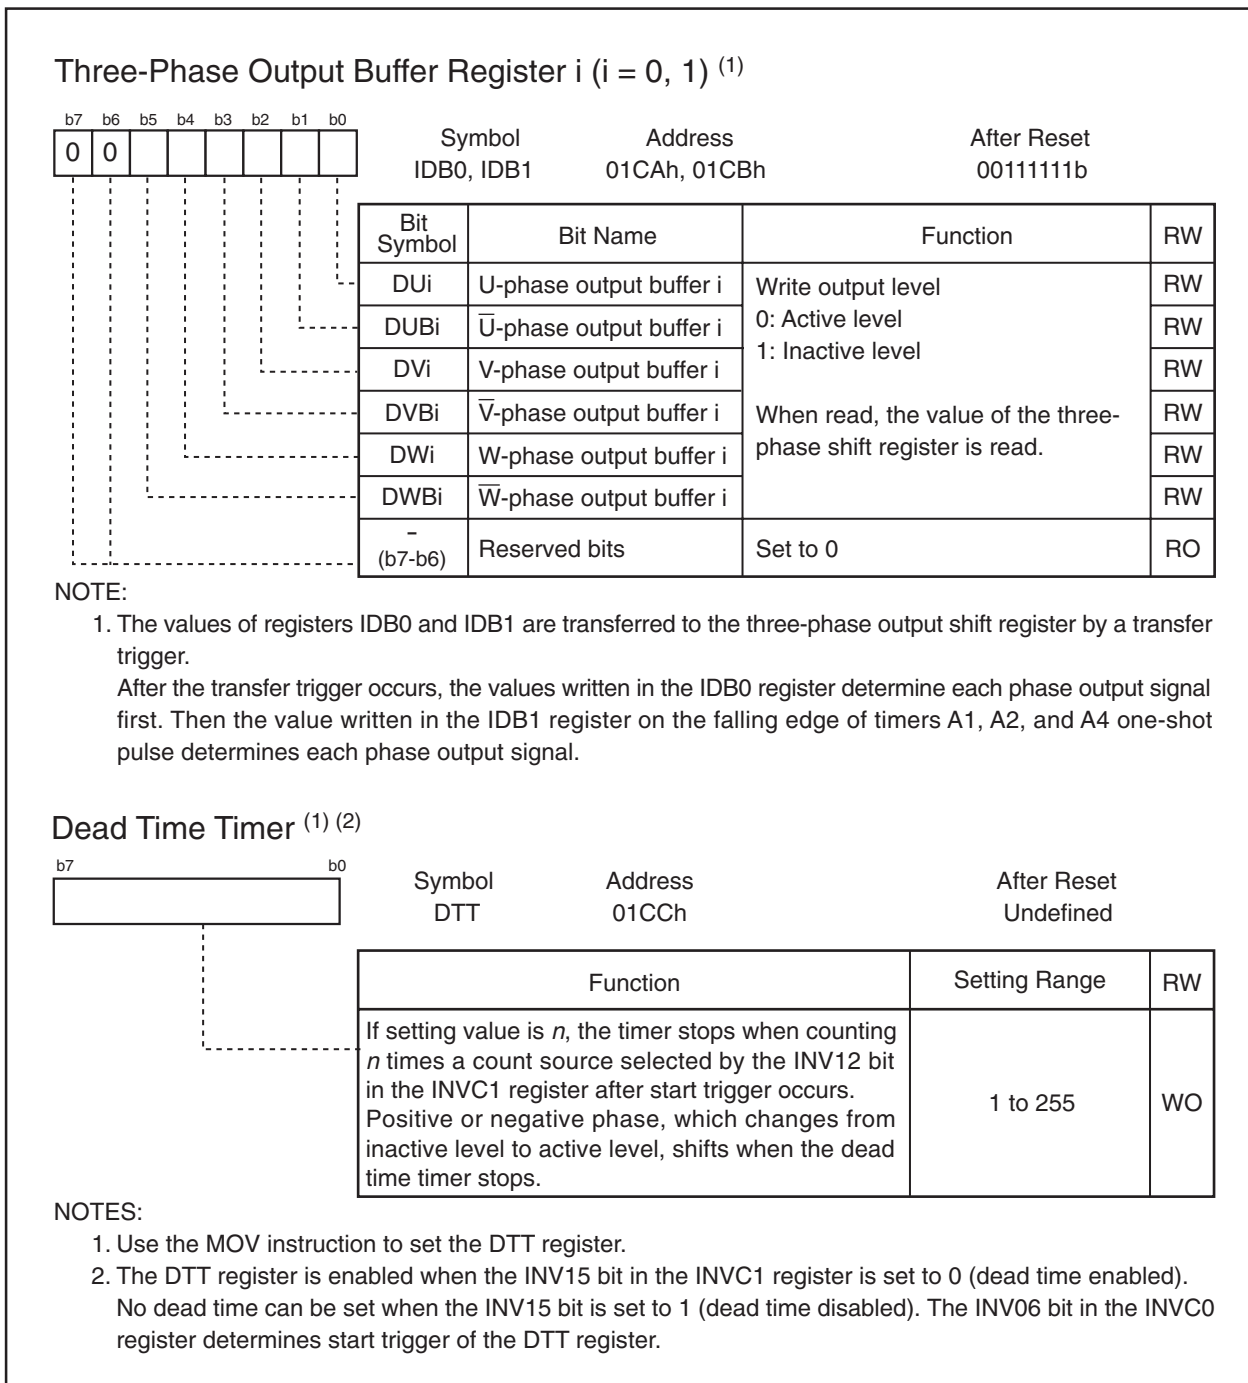 Three-Phase Output Buffer Register i (i = 0, 1) (1)
b7 b6 b5 b4 b3 b2 b1 b0
0 0
Symbol Address After Reset
IDB0, IDB1 01CAh, 01CBh 00111111b
Bit Symbol Bit Name Function RW
DUi U-phase output buffer i Write output level RW
0: Active level
DUBi U̅-phase output buffer i RW
1: Inactive level
DVi V-phase output buffer i RW
DVBi V̅-phase output buffer i When read, the value of the three- RW
DWi W-phase output buffer i phase shift register is read. RW
DWBi W̅-phase output buffer i RW
-
(b7-b6) Reserved bits Set to 0 RO
NOTE:
1. The values of registers IDB0 and IDB1 are transferred to the three-phase output shift register by a transfer
trigger.
After the transfer trigger occurs, the values written in the IDB0 register determine each phase output signal
first. Then the value written in the IDB1 register on the falling edge of timers A1, A2, and A4 one-shot
pulse determines each phase output signal.
Dead Time Timer (1) (2)
b7 b0
Symbol Address After Reset
DTT 01CCh Undefined
Function Setting Range RW
If setting value is n, the timer stops when counting
n times a count source selected by the INV12 bit
in the INVC1 register after start trigger occurs.
Positive or negative phase, which changes from
inactive level to active level, shifts when the dead
time timer stops.
1 to 255 WO
NOTES:
1. Use the MOV instruction to set the DTT register.
2. The DTT register is enabled when the INV15 bit in the INVC1 register is set to 0 (dead time enabled).
No dead time can be set when the INV15 bit is set to 1 (dead time disabled). The INV06 bit in the INVC0
register determines start trigger of the DTT register.